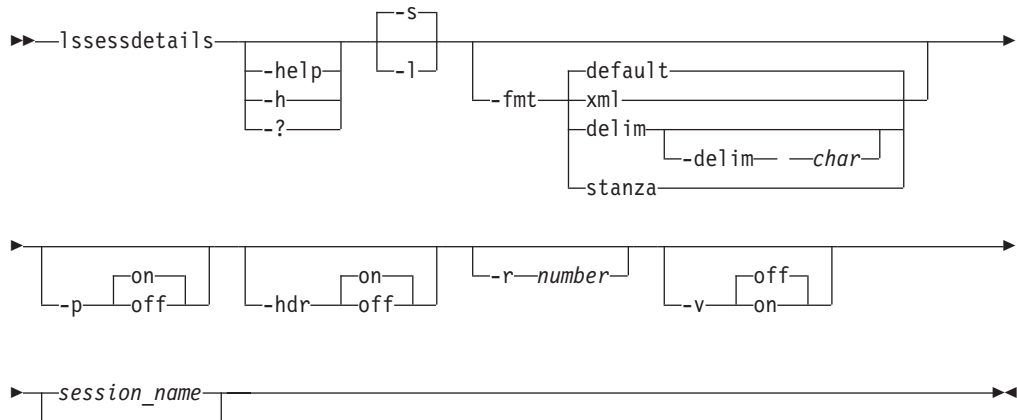 -s
lssessdetails
-help
-l
default
-h
-fmt
xml
-?
delim
-delim char
stanza
on
on
off
-p
off
-hdr
off
-r number
-v
on
session_name